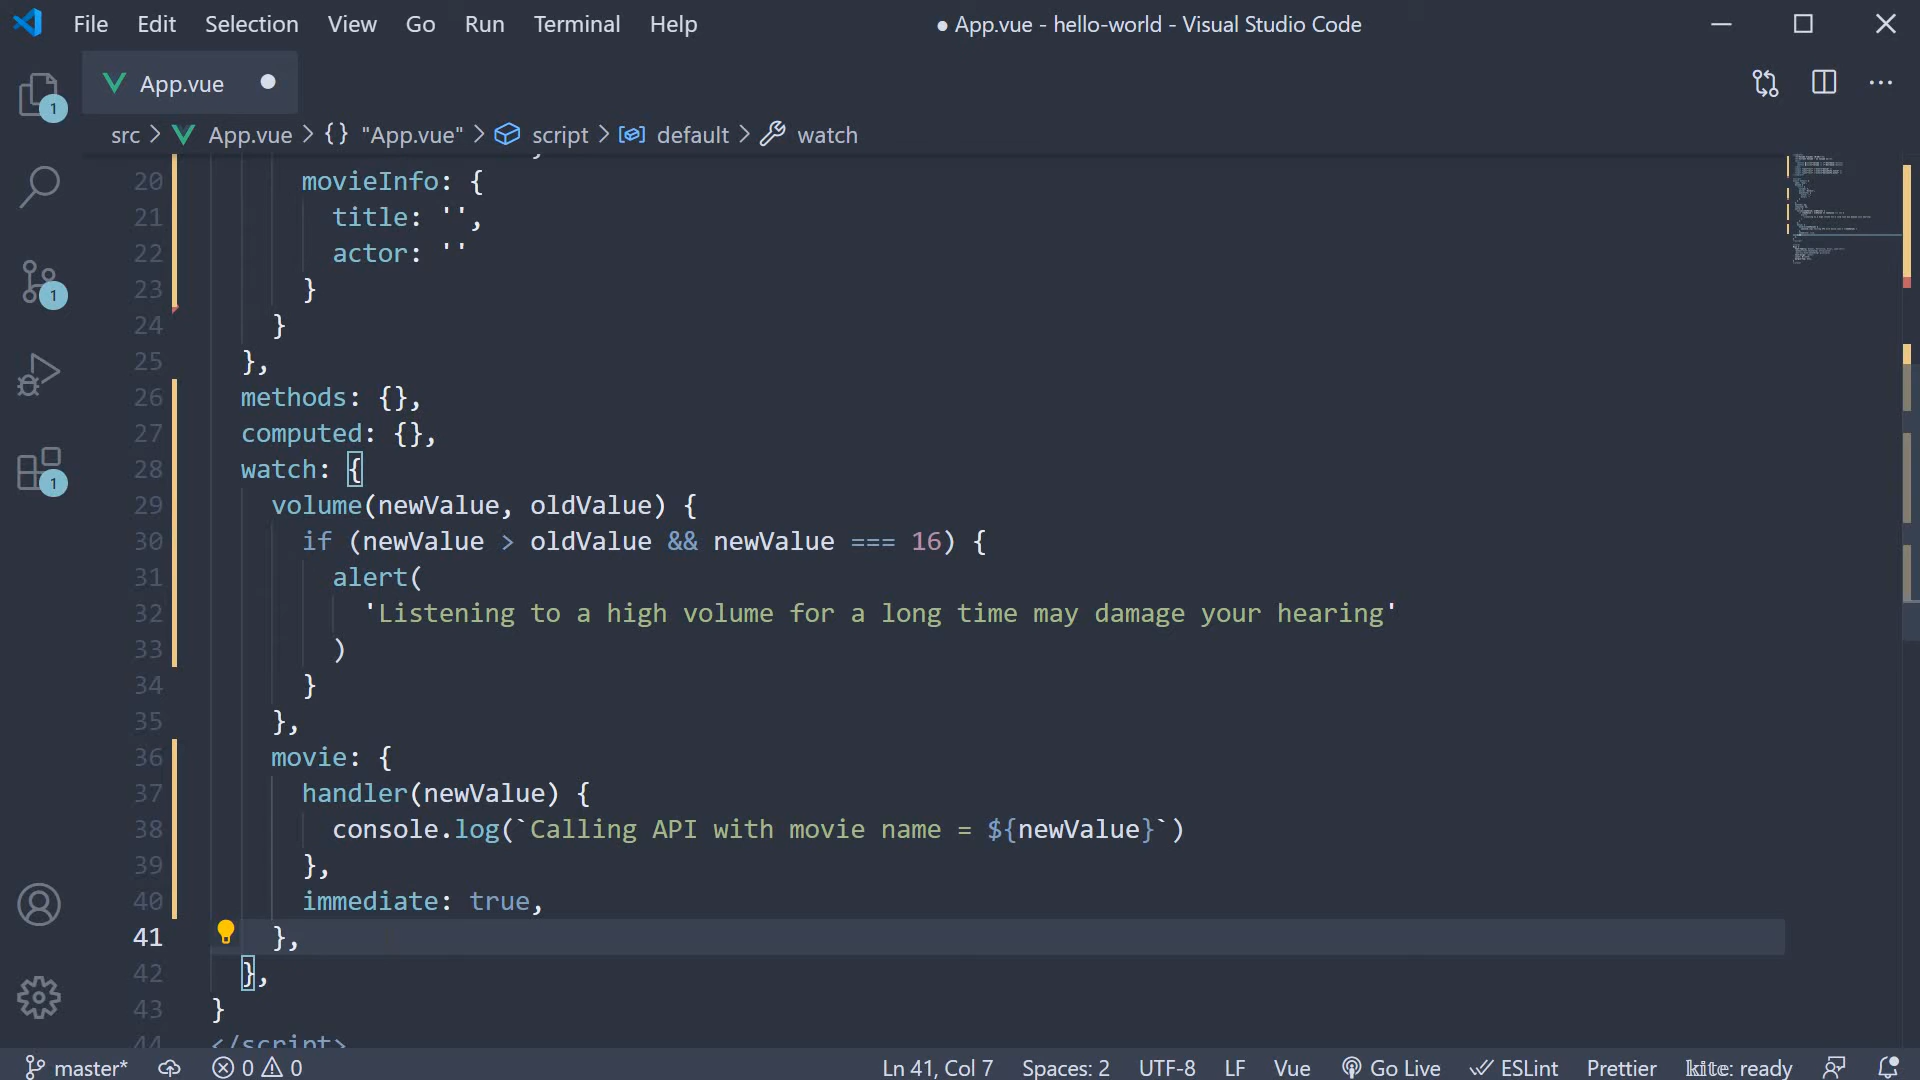 File Edit Selection View Go Run Terminal Help ● App.vue - hello-world - Visual Studio Code
App.vue
src > App.vue > {} "App.vue" > script > default > watch
20 movieInfo: {
21 title: '',
22 actor: ''
23 }
24 }
25 },
26 methods: {},
27 computed: {},
28 watch: {
29 volume(newValue, oldValue) {
30 if (newValue > oldValue && newValue === 16) {
31 alert(
32 'Listening to a high volume for a long time may damage your hearing'
33 )
34 }
35 },
36 movie: {
37 handler(newValue) {
38 console.log(`Calling API with movie name = ${newValue}`)
39 },
40 immediate: true,
41 },
42 },
43 }
44 </script>
1
1
1
master* 0 0 Ln 41, Col 7 Spaces: 2 UTF-8 LF Vue Go Live ESLint Prettier kite: ready